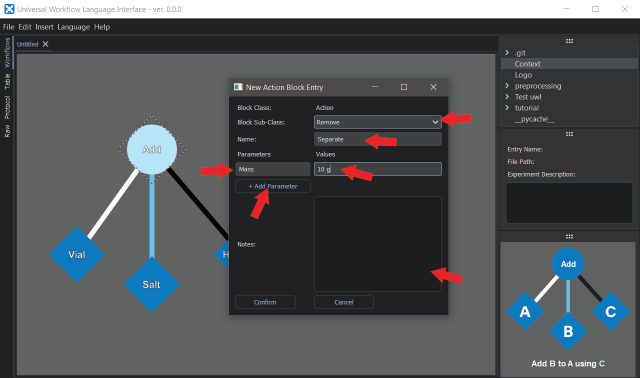 Universal Workflow Language Interface - ver. 0.0.0
File Edit Insert Language Help
Workflows
Table
Protocol
Raw
Untitled
Add
Vial
Salt
H
New Action Block Entry
Block Class: Action
Block Sub-Class: Remove
Name: Separate
Parameters Values
Mass 10 g
+ Add Parameter
Notes:
Confirm Cancel
.git
Context
Logo
preprocessing
Test uwl
tutorial
__pycache__
Entry Name:
File Path:
Experiment Description:
Add
A
B
C
Add B to A using C